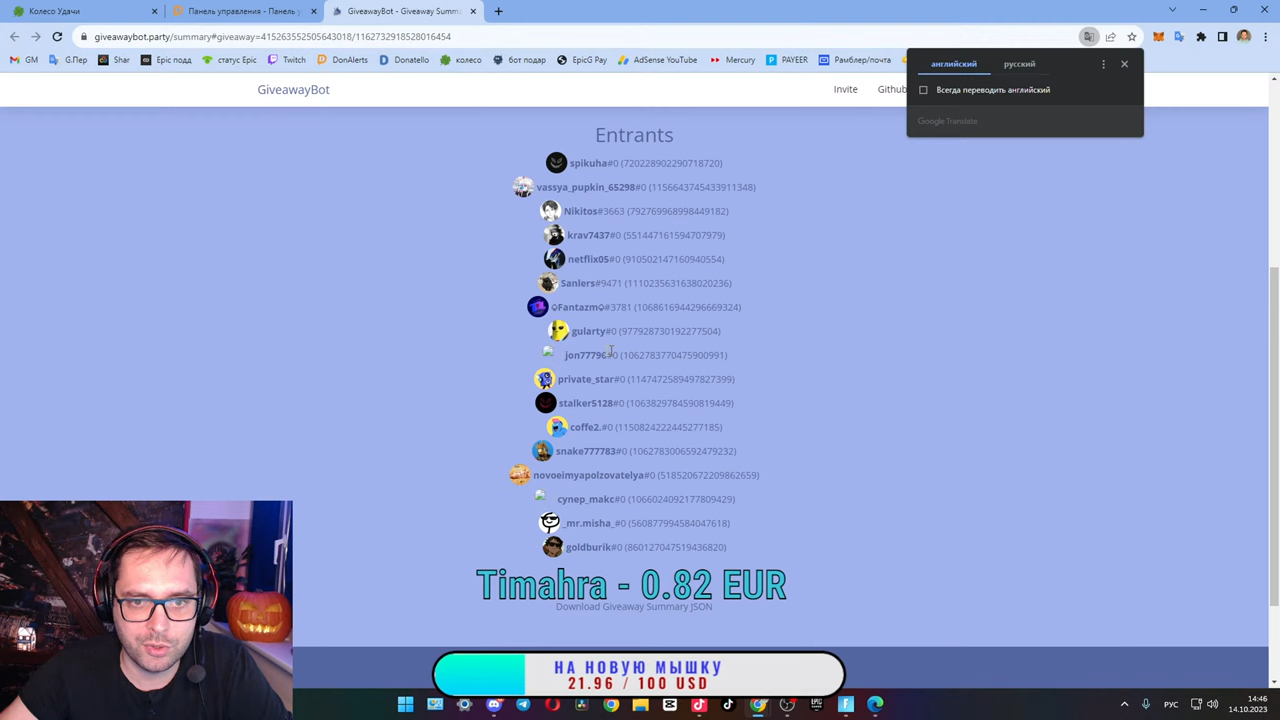 Колесо Удачи
Панель управления -
GiveawayBot - Giveaway Summ
giveawaybot.party/summary#giveaway=415263552505643018/1162732918528016454
GM
G.Пер
Shar
Epic подд
статус Epic
Twitch
DonAlerts
Donatello
колесо
бот подар
EpicG Pay
AdSense YouTube
Mercury
PAYEER
Рамблер/почта
английский
русский
Всегда переводить английский
Google Translate
GiveawayBot
Invite
Github
Entrants
spikuha#0 (720228902290718720)
vassya_pupkin_65298#0 (1156643745433911348)
Nikitos#3663 (792769968998449182)
krav7437#0 (551447161594707979)
netflix05#0 (910502147160940554)
Sanlers#9471 (1110235631638020236)
Fantazm #3781 (1068616944296669324)
gularty#0 (977928730192277504)
#0 (1062783770475900991)
private_star#0 (1147472589497827399)
stalker5128#0 (1063829784590819449)
coffe2.#0 (1150824222445277185)
snake777783#0 (1062783006592479232)
novoeimyapolzovatelya#0 (518520672209862659)
cynep_makc#0 (1066024092177809429)
_mr.misha_#0 (560877994584047618)
goldburik#0 (860127047519436820)
Timahra - 0.82 EUR
Download Giveaway Summary JSON
НА НОВУЮ МЫШКУ
21.96 / 100 USD
РУС
14:46
14.10.2023